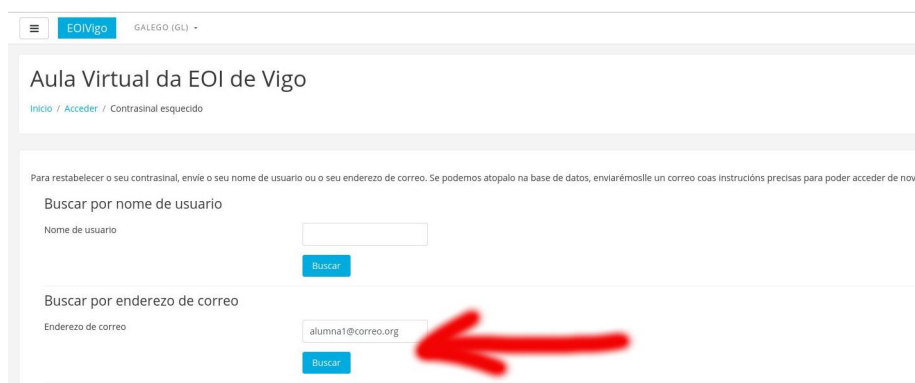 EOIVigo GALEGO (GL)
Aula Virtual da EOI de Vigo
Inicio / Acceder / Contrasinal esquecido
Para restabelecer o seu contrasinal, envíe o seu nome de usuario ou o seu enderezo de correo. Se podemos atopalo na base de datos, enviarémoslle un correo coas instrucións precisas para poder acceder de nov
Buscar por nome de usuario
Nome de usuario
Buscar
Buscar por enderezo de correo
Enderezo de correo alumna1@correo.org
Buscar